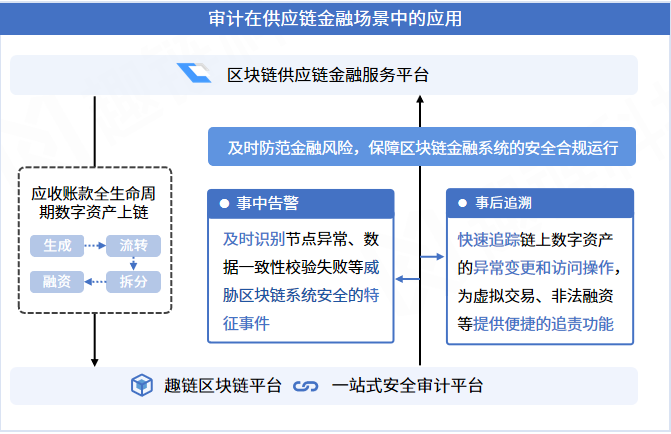 审计在供应链金融场景中的应用
区块链供应链金融服务平台
及时防范金融风险，保障区块链金融系统的安全合规运行
应收账款全生命周
期数字资产上链
生成
流转
融资
拆分
事中告警
及时识别节点异常、数
据一致性校验失败等威
胁区块链系统安全的特
征事件
事后追溯
快速追踪链上数字资产
的异常变更和访问操作，
为虚拟交易、非法融资
等提供便捷的追责功能
趣链区块链平台
一站式安全审计平台